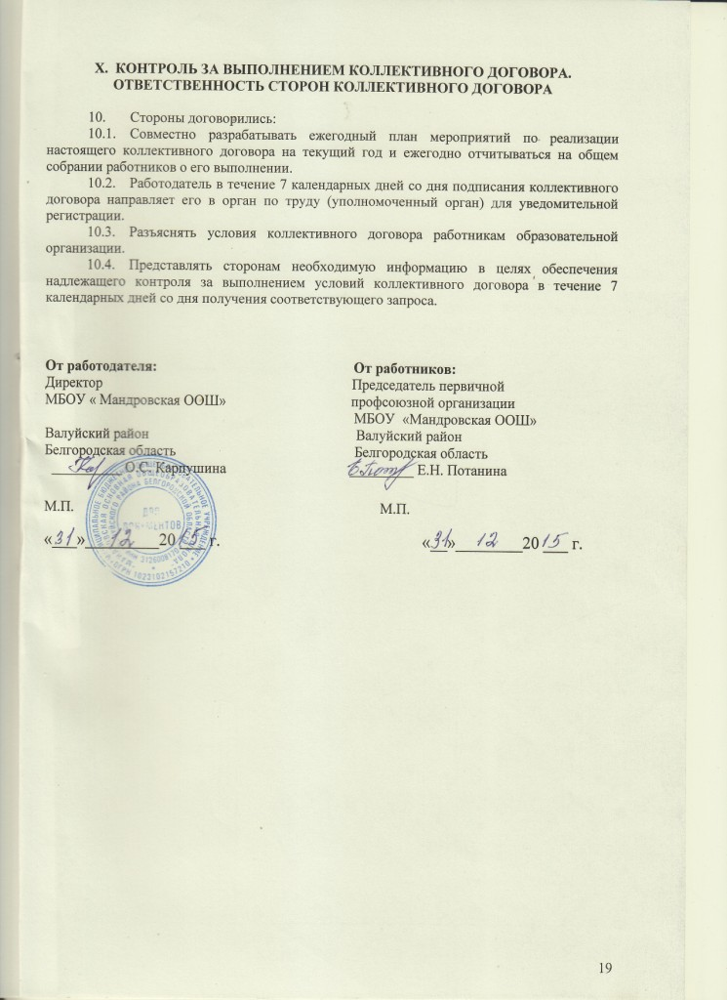 X. КОНТРОЛЬ ЗА ВЫПОЛНЕНИЕМ КОЛЛЕКТИВНОГО ДОГОВОРА.
ОТВЕТСТВЕННОСТЬ СТОРОН КОЛЛЕКТИВНОГО ДОГОВОРА
10. Стороны договорились:
10.1. Совместно разрабатывать ежегодный план мероприятий по реализации
настоящего коллективного договора на текущий год и ежегодно отчитываться на общем
собрании работников о его выполнении.
10.2. Работодатель в течение 7 календарных дней со дня подписания коллективного
договора направляет его в орган по труду (уполномоченный орган) для уведомительной
регистрации.
10.3. Разъяснять условия коллективного договора работникам образовательной
организации.
10.4. Представлять сторонам необходимую информацию в целях обеспечения
надлежащего контроля за выполнением условий коллективного договора в течение 7
календарных дней со дня получения соответствующего запроса.
От работодателя:
Директор
МБОУ « Мандровская ООШ»
Валуйский район
Белгородская область
О.С. Карпушина
М.П.
«31» 12 2015 г.
ДЛЯ
ДОКУМЕНТОВ
ОГРН 1023102157210
От работников:
Председатель первичной
профсоюзной организации
МБОУ «Мандровская ООШ»
Валуйский район
Белгородская область
Е.Н. Потанина
М.П.
«31» 12 2015 г.
19